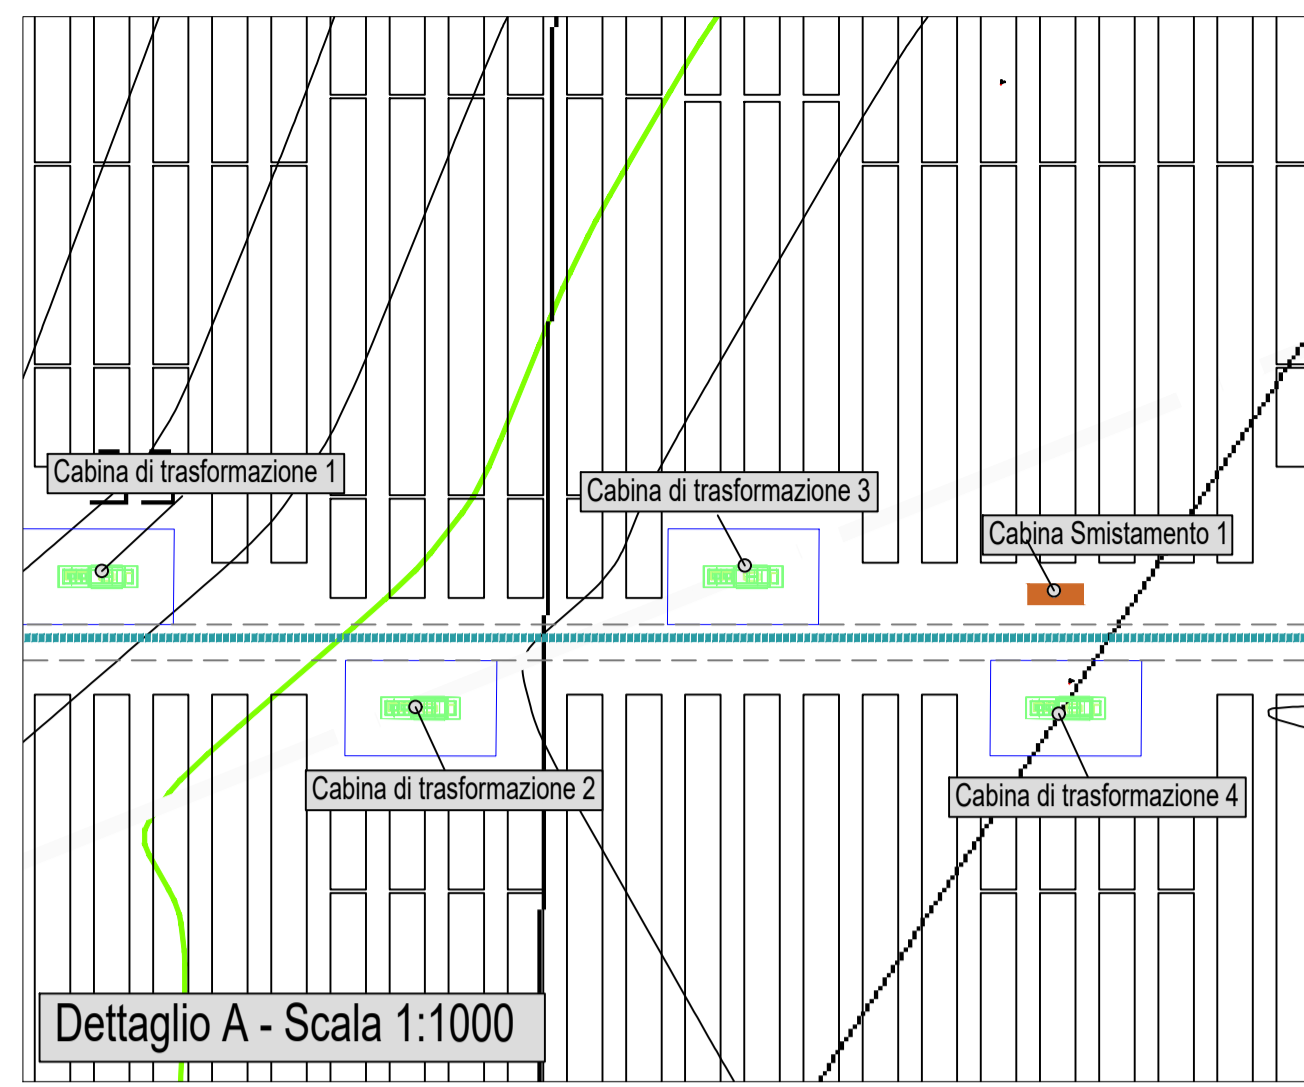 Cabina di trasformazione 1
Cabina di trasformazione 3
Cabina Smistamento 1
Cabina di trasformazione 2
Cabina di trasformazione 4
Dettaglio A - Scala 1:1000